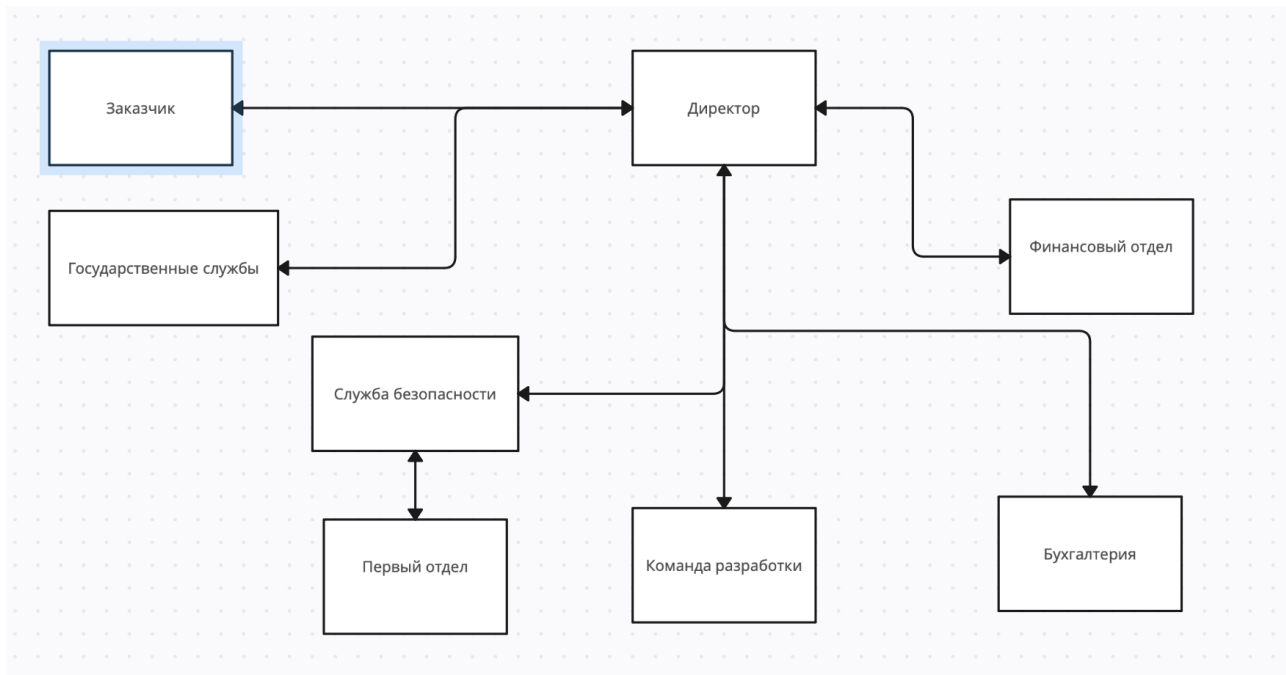 Заказчик
Директор
Государственные службы
Финансовый отдел
Служба безопасности
Первый отдел
Команда разработки
Бухгалтерия